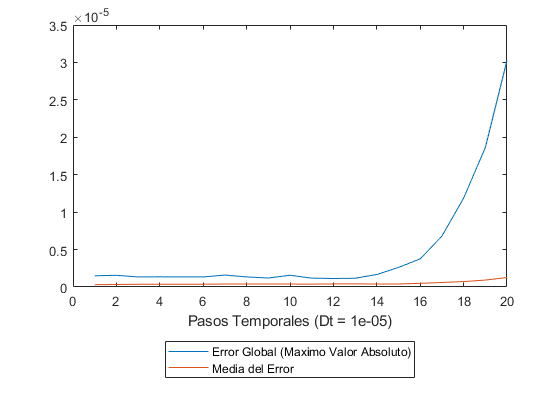 ×10-5
3.5
3
2.5
2
1.5
1
0.5
0
0 2 4 6 8 10 12 14 16 18 20
Pasos Temporales (Dt = 1e-05)
Error Global (Maximo Valor Absoluto)
Media del Error